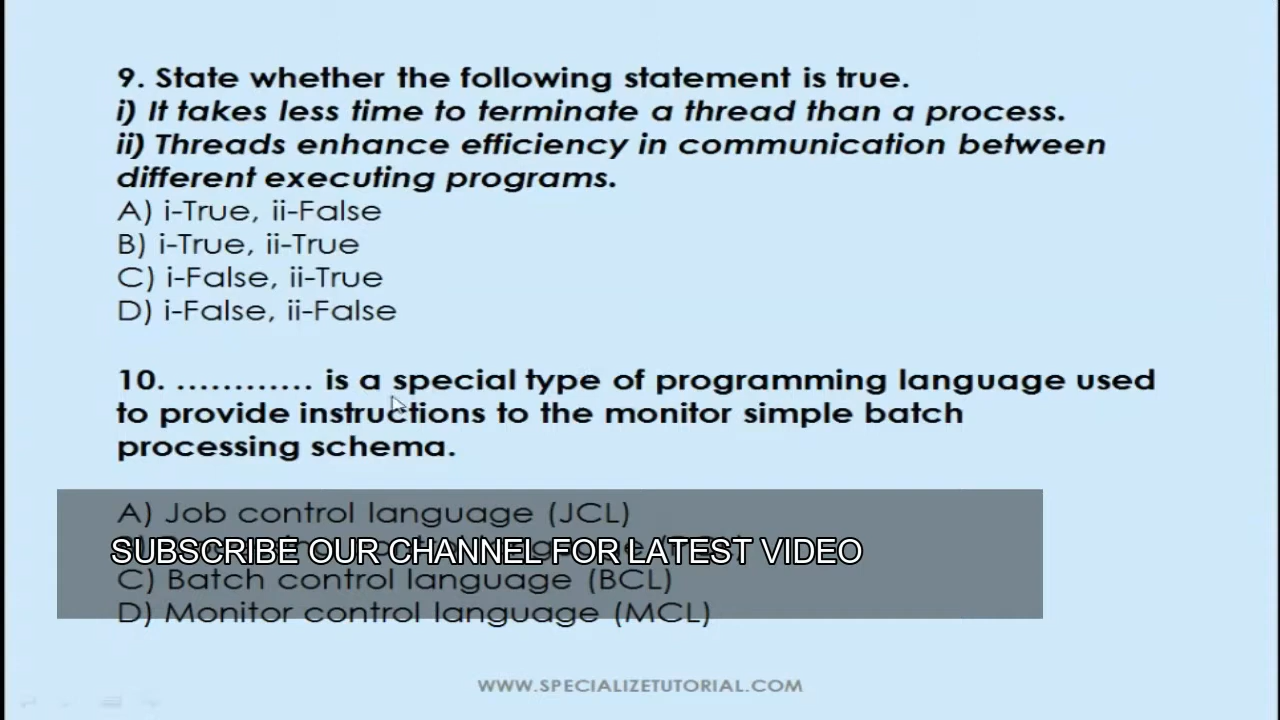 9. State whether the following statement is true.
i) It takes less time to terminate a thread than a process.
ii) Threads enhance efficiency in communication between
different executing programs.
A) i-True, ii-False
B) i-True, ii-True
C) i-False, ii-True
D) i-False, ii-False
10. ............ is a special type of programming language used
to provide instructions to the monitor simple batch
processing schema.
A) Job control language (JCL)
SUBSCRIBE OUR CHANNEL FOR LATEST VIDEO
C) Batch control language (BCL)
D) Monitor control language (MCL)
WWW.SPECIALIZETUTORIAL.COM